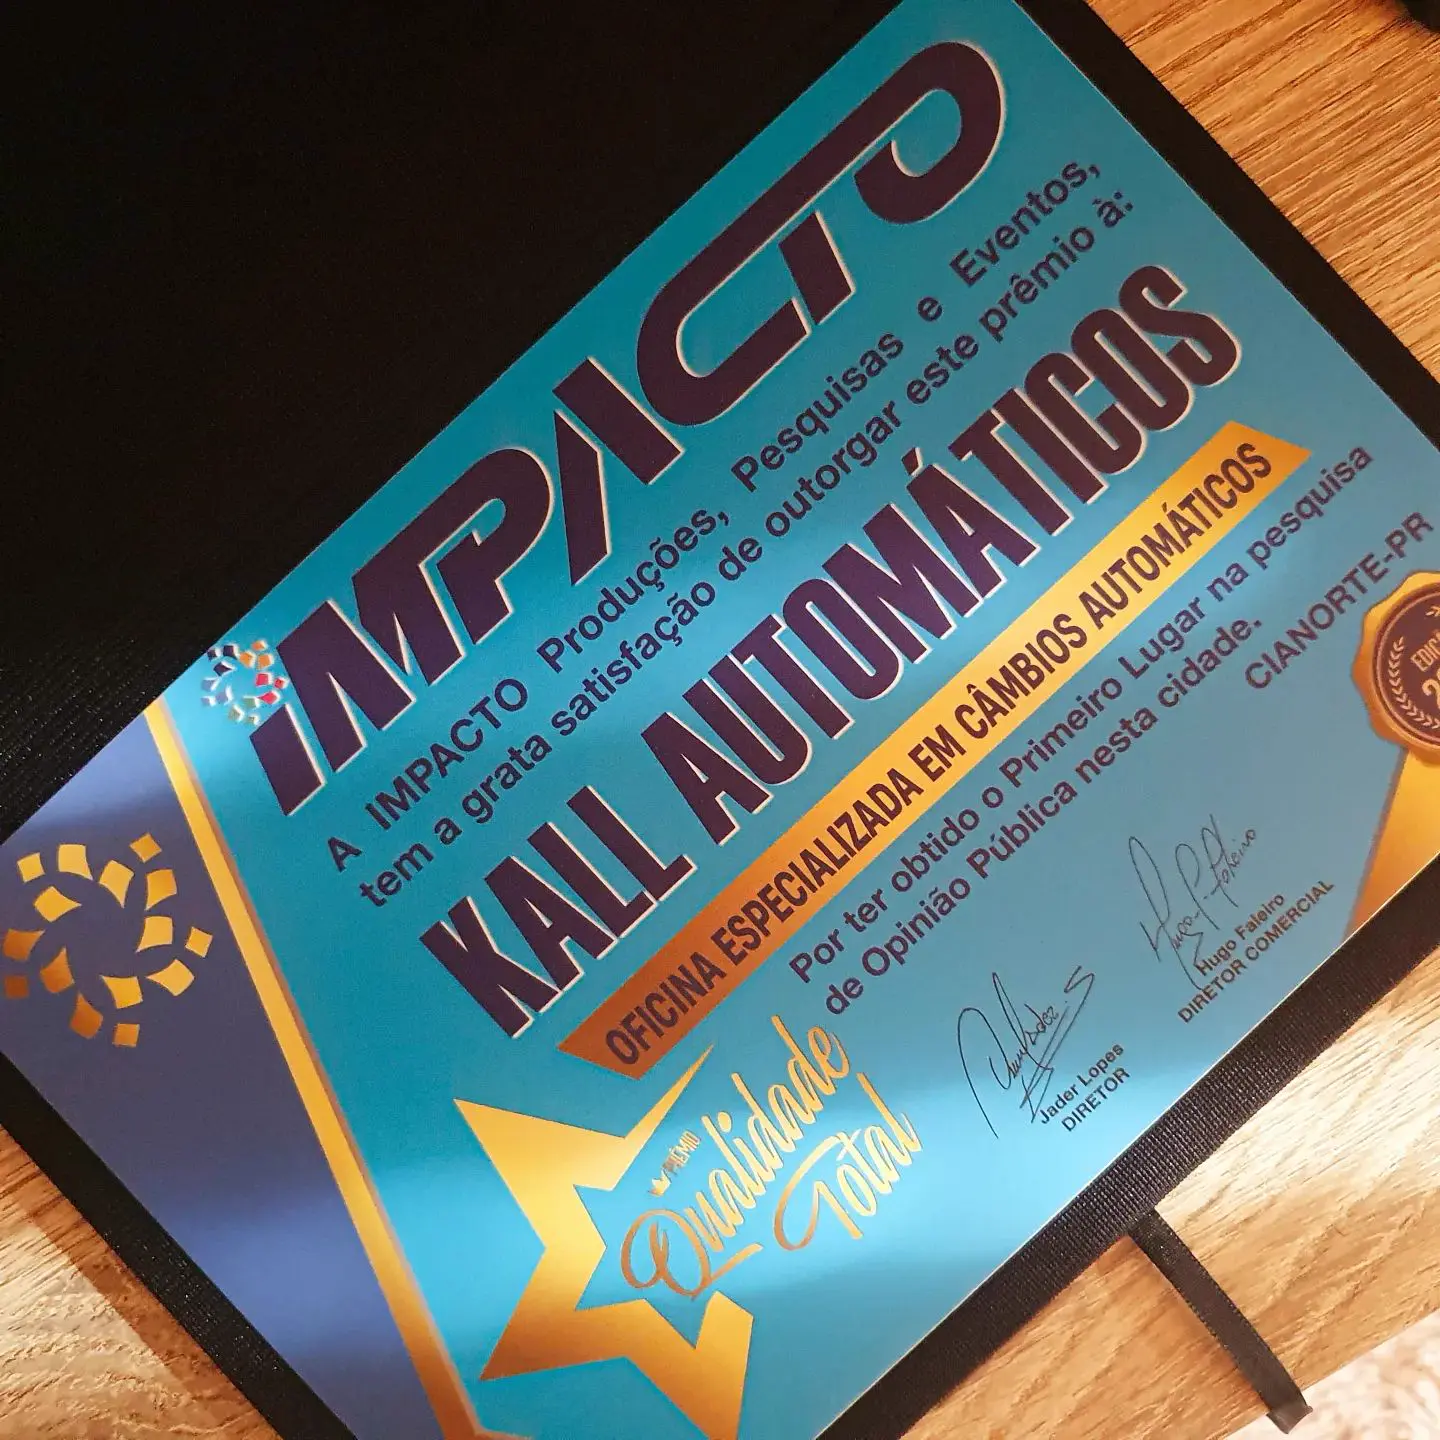 iMPACTO
A IMPACTO Produções, Pesquisas e Eventos,
tem a grata satisfação de outorgar este prêmio à:
KALL AUTOMÁTICOS
OFICINA ESPECIALIZADA EM CÂMBIOS AUTOMÁTICOS
Por ter obtido o Primeiro Lugar na pesquisa
de Opinião Pública nesta cidade.
CIANORTE-PR
PRÊMIO
Qualidade
Total
Jader Lopes
DIRETOR
Hugo Faleiro
DIRETOR COMERCIAL